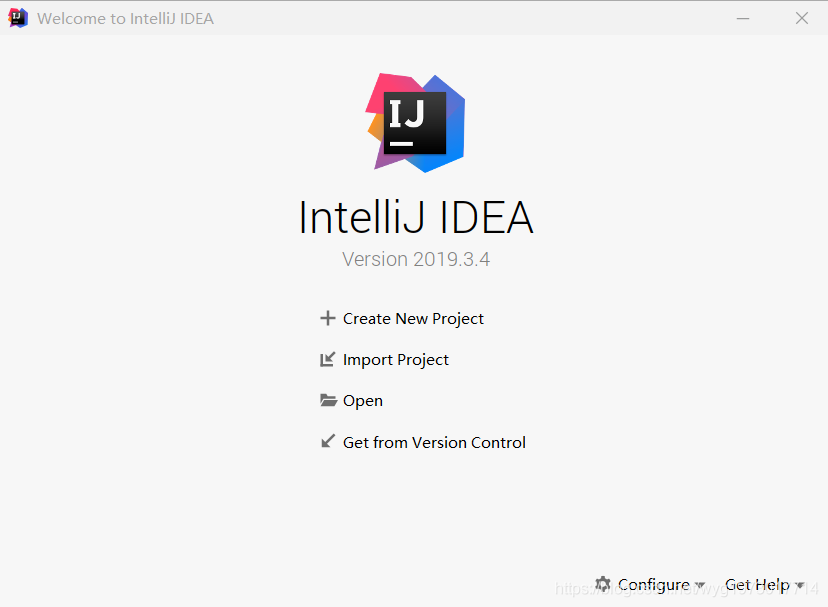 Welcome to IntelliJ IDEA
IJ
IntelliJ IDEA
Version 2019.3.4
Create New Project
Import Project
Open
Get from Version Control
Configure
Get Help